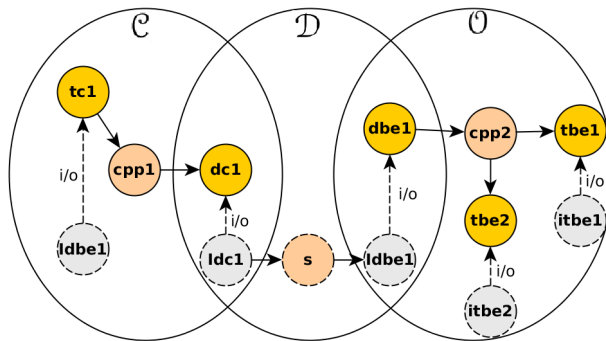 𝒞
𝒟
𝒪
tc1
dbe1
cpp2
tbe1
i/o
cpp1
dc1
i/o
i/o
ldbe1
i/o
tbe2
itbe1
ldc1
s
ldbe1
i/o
itbe2